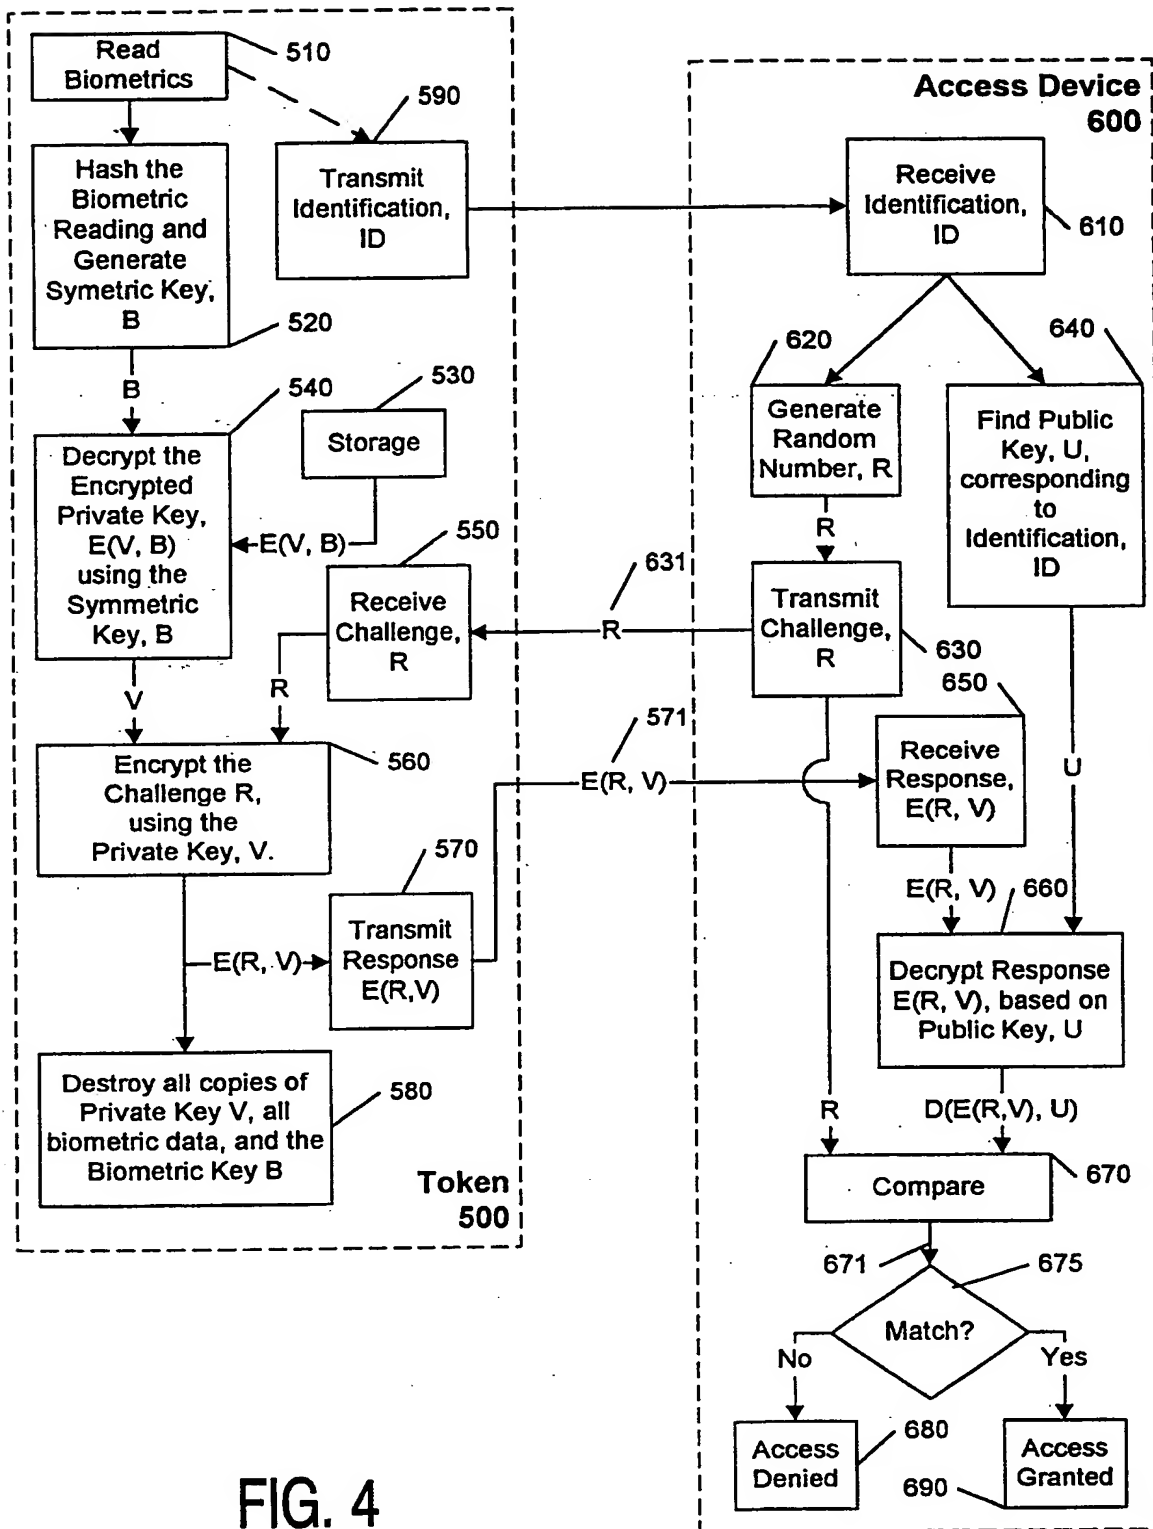 Read
Biometrics
510
590
Hash the
Biometric
Reading and
Generate
Symetric Key,
B
520
Transmit
Identification,
ID
B
540
530
Storage
Decrypt the
Encrypted
Private Key,
E(V, B)
using the
Symmetric
Key, B
E(V, B)
550
Receive
Challenge,
R
V
R
560
Encrypt the
Challenge R,
using the
Private Key, V.
570
E(R, V)
Transmit
Response
E(R,V)
Destroy all copies of
Private Key V, all
biometric data, and the
Biometric Key B
580
Token
500
631
R
571
E(R, V)
Access Device
600
Receive
Identification,
ID
610
620
640
Generate
Random
Number, R
Find Public
Key, U,
corresponding
to
Identification,
ID
R
Transmit
Challenge,
R
630
650
Receive
Response,
E(R, V)
U
E(R, V)
660
Decrypt Response
E(R, V), based on
Public Key, U
R
D(E(R,V), U)
Compare
670
671
675
Match?
No
Yes
Access
Denied
680
Access
Granted
690
FIG. 4